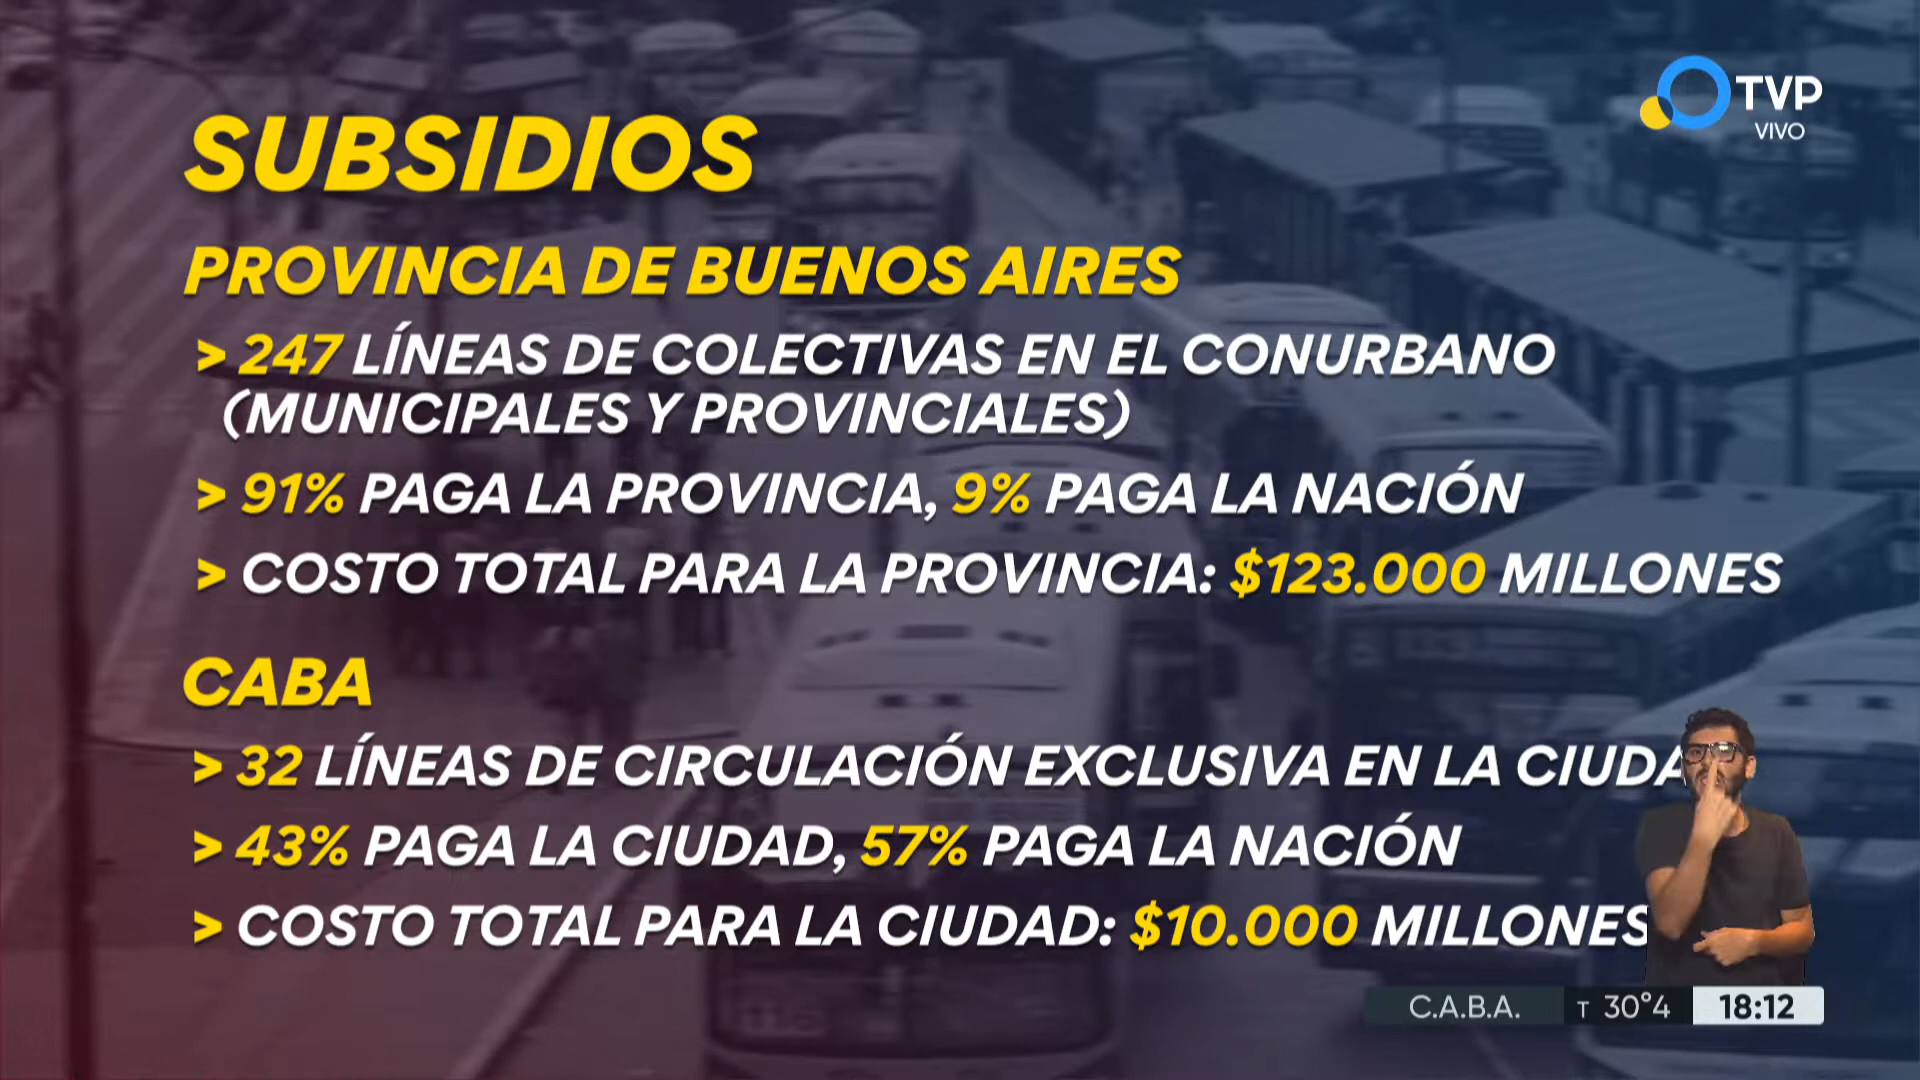 TVP
VIVO
SUBSIDIOS
PROVINCIA DE BUENOS AIRES
> 247 LÍNEAS DE COLECTIVAS EN EL CONURBANO
(MUNICIPALES Y PROVINCIALES)
> 91% PAGA LA PROVINCIA, 9% PAGA LA NACIÓN
> COSTO TOTAL PARA LA PROVINCIA: $123.000 MILLONES
CABA
> 32 LÍNEAS DE CIRCULACIÓN EXCLUSIVA EN LA CIUDA
> 43% PAGA LA CIUDAD, 57% PAGA LA NACIÓN
> COSTO TOTAL PARA LA CIUDAD: $10.000 MILLONES
C.A.B.A. T 30°4 18:12